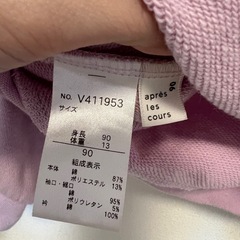 NO. V411953
サイズ
身長 90
体重 13
90
組成表示
本体 綿 87%
ポリエステル 13%
袖口・裾口
綿 95%
ポリウレタン 5%
衿 綿 100%
90
après
les
cours